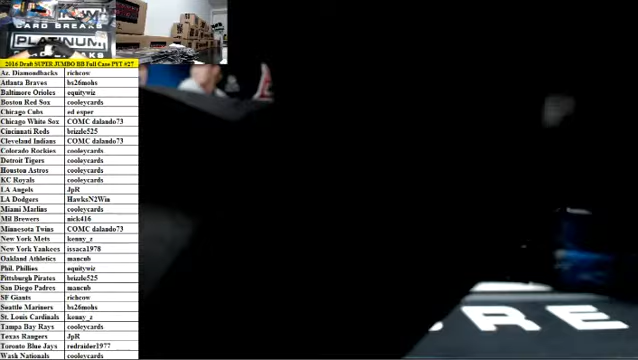 CARD BREAKS
PLATINUM
2016 Draft SUPER JUMBO BB Full Case PYT #27
Az. Diamondbacks richcow
Atlanta Braves bs26mohs
Baltimore Orioles equitywiz
Boston Red Sox cooleycards
Chicago Cubs ed esper
Chicago White Sox COMC dalando73
Cincinnati Reds brizzle525
Cleveland Indians COMC dalando73
Colorado Rockies cooleycards
Detroit Tigers cooleycards
Houston Astros cooleycards
KC Royals cooleycards
LA Angels JpR
LA Dodgers HawksN2Win
Miami Marlins cooleycards
Mil Brewers nick416
Minnesota Twins COMC dalando73
New York Mets kenny_z
New York Yankees issaca1978
Oakland Athletics mancub
Phil. Phillies equitywiz
Pittsburgh Pirates brizzle525
San Diego Padres mancub
SF Giants richcow
Seattle Mariners bs26mohs
St. Louis Cardinals kenny_z
Tampa Bay Rays cooleycards
Texas Rangers JpR
Toronto Blue Jays redraider1977
Wash Nationals cooleycards